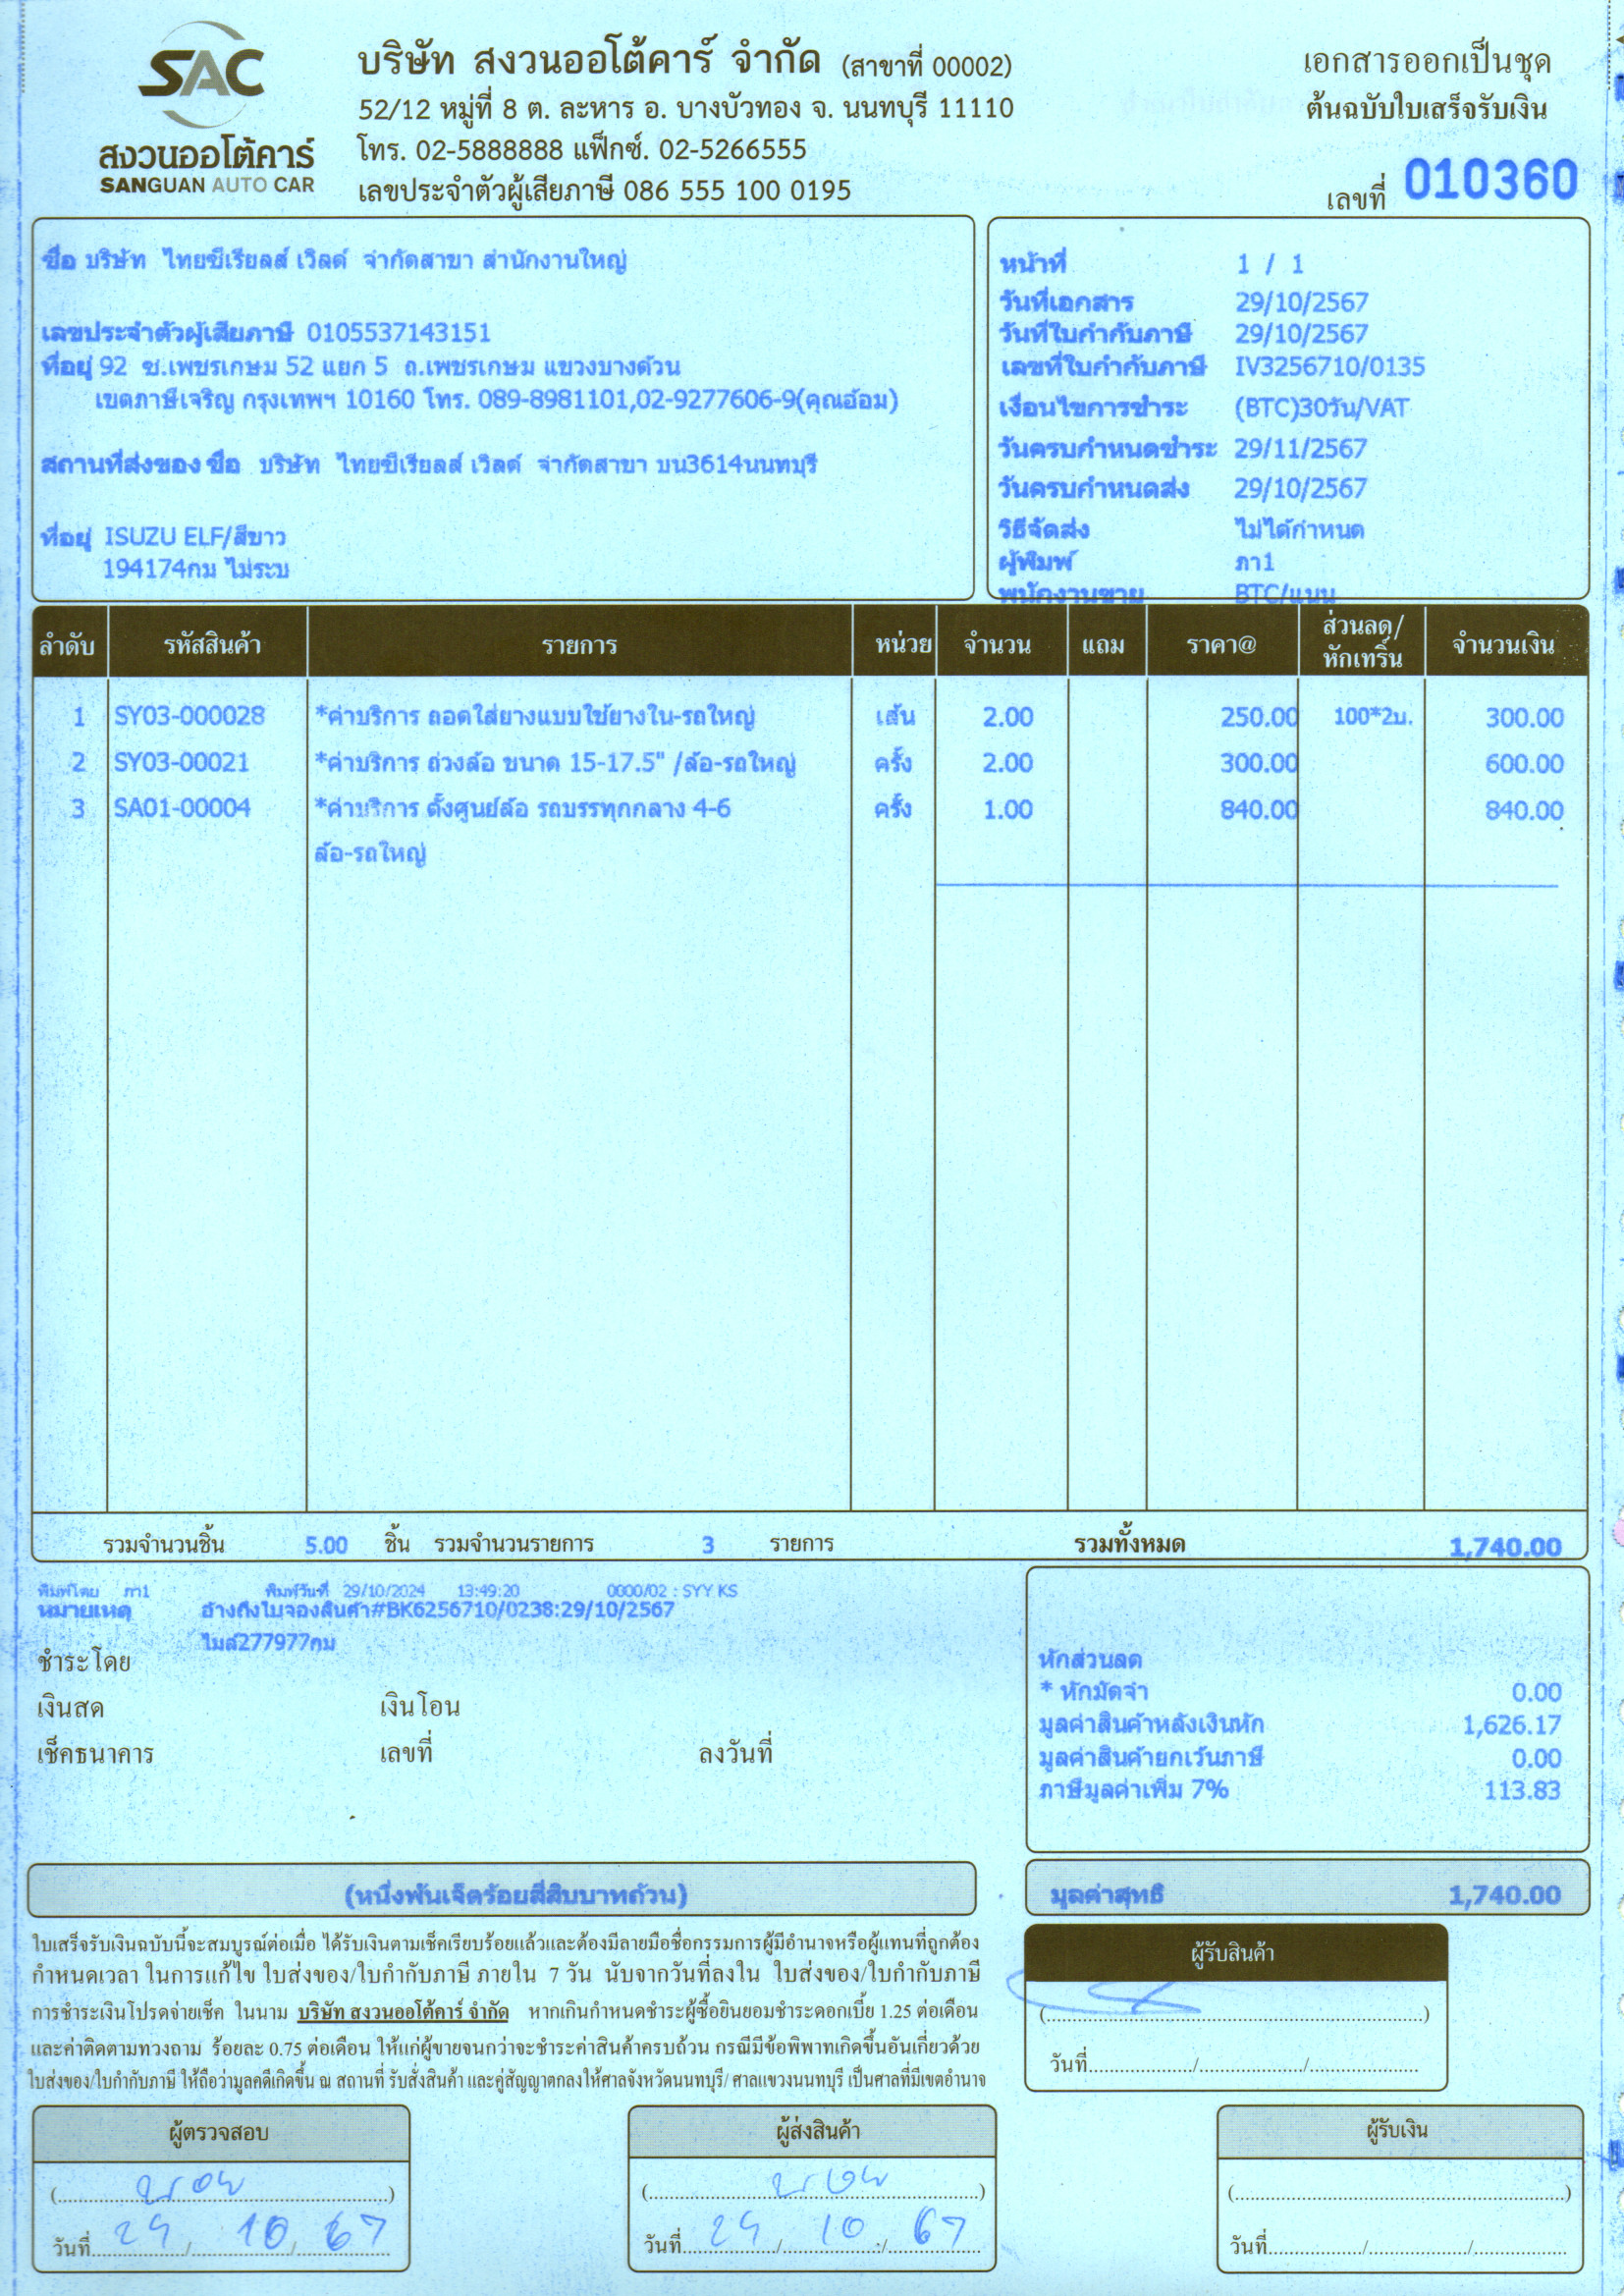 SAC
สงวนออโต้คาร์
SANGUAN AUTO CAR
บริษัท สงวนออโต้คาร์ จำกัด (สาขาที่ 00002)
52/12 หมู่ที่ 8 ต. ละหาร อ. บางบัวทอง จ. นนทบุรี 11110
โทร. 02-5888888 แฟ็กซ์. 02-5266555
เลขประจำตัวผู้เสียภาษี 086 555 100 0195
เอกสารออกเป็นชุด
ต้นฉบับใบเสร็จรับเงิน
เลขที่ 010360
ชื่อ บริษัท ไทยซีเรียลส์ เวิลด์ จำกัดสาขา สำนักงานใหญ่
เลขประจำตัวผู้เสียภาษี 0105537143151
ที่อยู่ 92 ซ.เพชรเกษม 52 แยก 5 ถ.เพชรเกษม แขวงบางด้วน
เขตภาษีเจริญ กรุงเทพฯ 10160 โทร. 089-8981101,02-9277606-9(คุณอ้อม)
สถานที่ส่งของ ชื่อ บริษัท ไทยซีเรียลส์ เวิลด์ จำกัดสาขา บน3614นนทบุรี
ที่อยู่ ISUZU ELF/สีขาว
194174กม ไม่ระบ
หน้าที่ 1 / 1
วันที่เอกสาร 29/10/2567
วันที่ใบกำกับภาษี 29/10/2567
เลขที่ใบกำกับภาษี IV3256710/0135
เงื่อนไขการชำระ (BTC)30วัน/VAT
วันครบกำหนดชำระ 29/11/2567
วันครบกำหนดส่ง 29/10/2567
วิธีจัดส่ง ไม่ได้กำหนด
ผู้พิมพ์ ภา1
พนักงานขาย BTC/แนน
ลำดับ รหัสสินค้า รายการ หน่วย จำนวน แถม ราคา@ ส่วนลด/หักเทริ์น จำนวนเงิน
1 SY03-000028 *ค่าบริการ ถอดใส่ยางแบบใช้ยางใน-รถใหญ่ เส้น 2.00 250.00 100*2บ. 300.00
2 SY03-00021 *ค่าบริการ ถ่วงล้อ ขนาด 15-17.5" /ล้อ-รถใหญ่ ครั้ง 2.00 300.00 600.00
3 SA01-00004 *ค่าบริการ ตั้งศูนย์ล้อ รถบรรทุกกลาง 4-6 ครั้ง 1.00 840.00 840.00
ล้อ-รถใหญ่
รวมจำนวนชิ้น 5.00 ชิ้น รวมจำนวนรายการ 3 รายการ รวมทั้งหมด 1,740.00
พิมพ์โดย ภา1 พิมพ์วันที่ 29/10/2024 13:49:20 0000/02 : SYY KS
หมายเหตุ อ้างถึงใบจองสินค้า#BK6256710/0238:29/10/2567
ไมล์277977กม
ชำระโดย
เงินสด เงินโอน
เช็คธนาคาร เลขที่ ลงวันที่
หักส่วนลด
* หักมัดจำ 0.00
มูลค่าสินค้าหลังเงินหัก 1,626.17
มูลค่าสินค้ายกเว้นภาษี 0.00
ภาษีมูลค่าเพิ่ม 7% 113.83
(หนึ่งพันเจ็ดร้อยสี่สิบบาทถ้วน)
มูลค่าสุทธิ 1,740.00
ใบเสร็จรับเงินฉบับนี้จะสมบูรณ์ต่อเมื่อ ได้รับเงินตามเช็คเรียบร้อยแล้วและต้องมีลายมือชื่อกรรมการผู้มีอำนาจหรือผู้แทนที่ถูกต้อง
กำหนดเวลา ในการแก้ไข ใบส่งของ/ใบกำกับภาษี ภายใน 7 วัน นับจากวันที่ลงใน ใบส่งของ/ใบกำกับภาษี
การชำระเงินโปรดจ่ายเช็ค ในนาม บริษัท สงวนออโต้คาร์ จำกัด หากเกินกำหนดชำระผู้ซื้อยินยอมชำระดอกเบี้ย 1.25 ต่อเดือน
และค่าติดตามทวงถาม ร้อยละ 0.75 ต่อเดือน ให้แก่ผู้ขายจนกว่าจะชำระค่าสินค้าครบถ้วน กรณีมีข้อพิพาทเกิดขึ้นอันเกี่ยวด้วย
ใบส่งของ/ใบกำกับภาษี ให้ถือว่ามูลคดีเกิดขึ้น ณ สถานที่ รับสั่งสินค้า และคู่สัญญาตกลงให้ศาลจังหวัดนนทบุรี/ ศาลแขวงนนทบุรี เป็นศาลที่มีเขตอำนาจ
ผู้รับสินค้า
(....................)
วันที่........../........../..........
ผู้ตรวจสอบ
วันที่ 29/10/67
ผู้ส่งสินค้า
วันที่ 29/10/67
ผู้รับเงิน
(....................)
วันที่........../........../..........